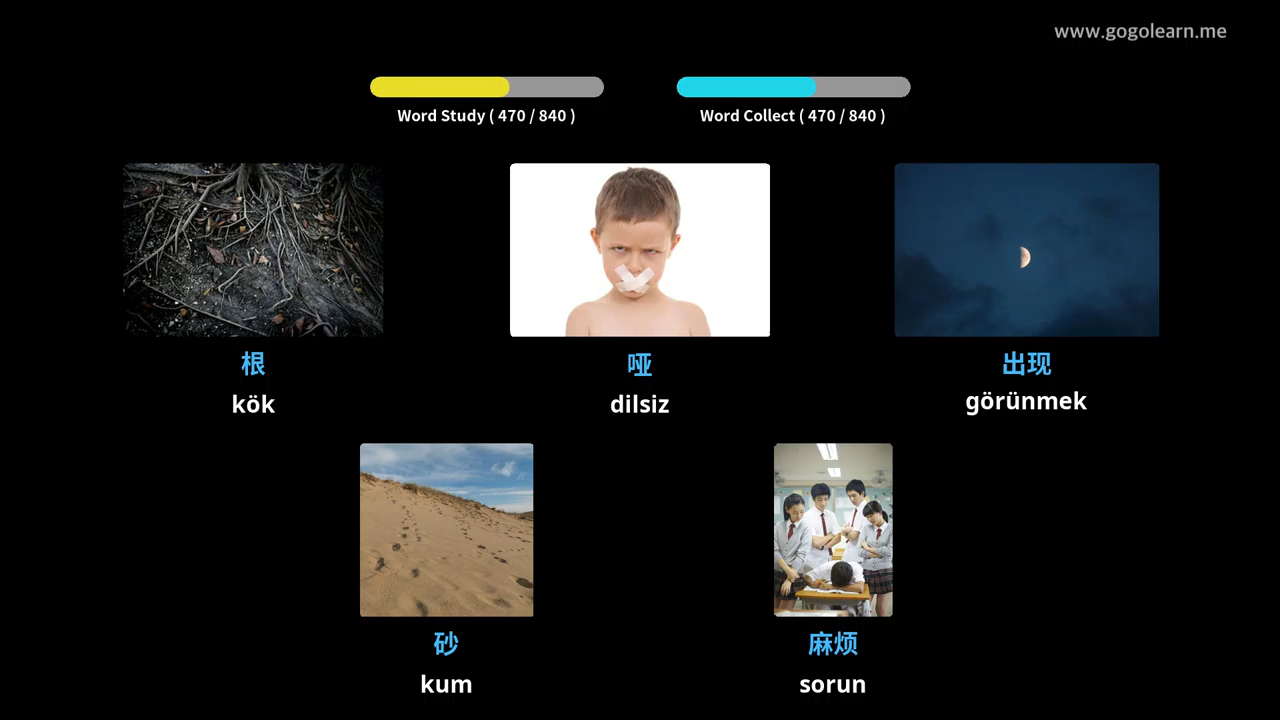 www.gogolearn.me
Word Study ( 470 / 840 )
Word Collect ( 470 / 840 )
根
kök
哑
dilsiz
出现
görünmek
砂
kum
麻烦
sorun